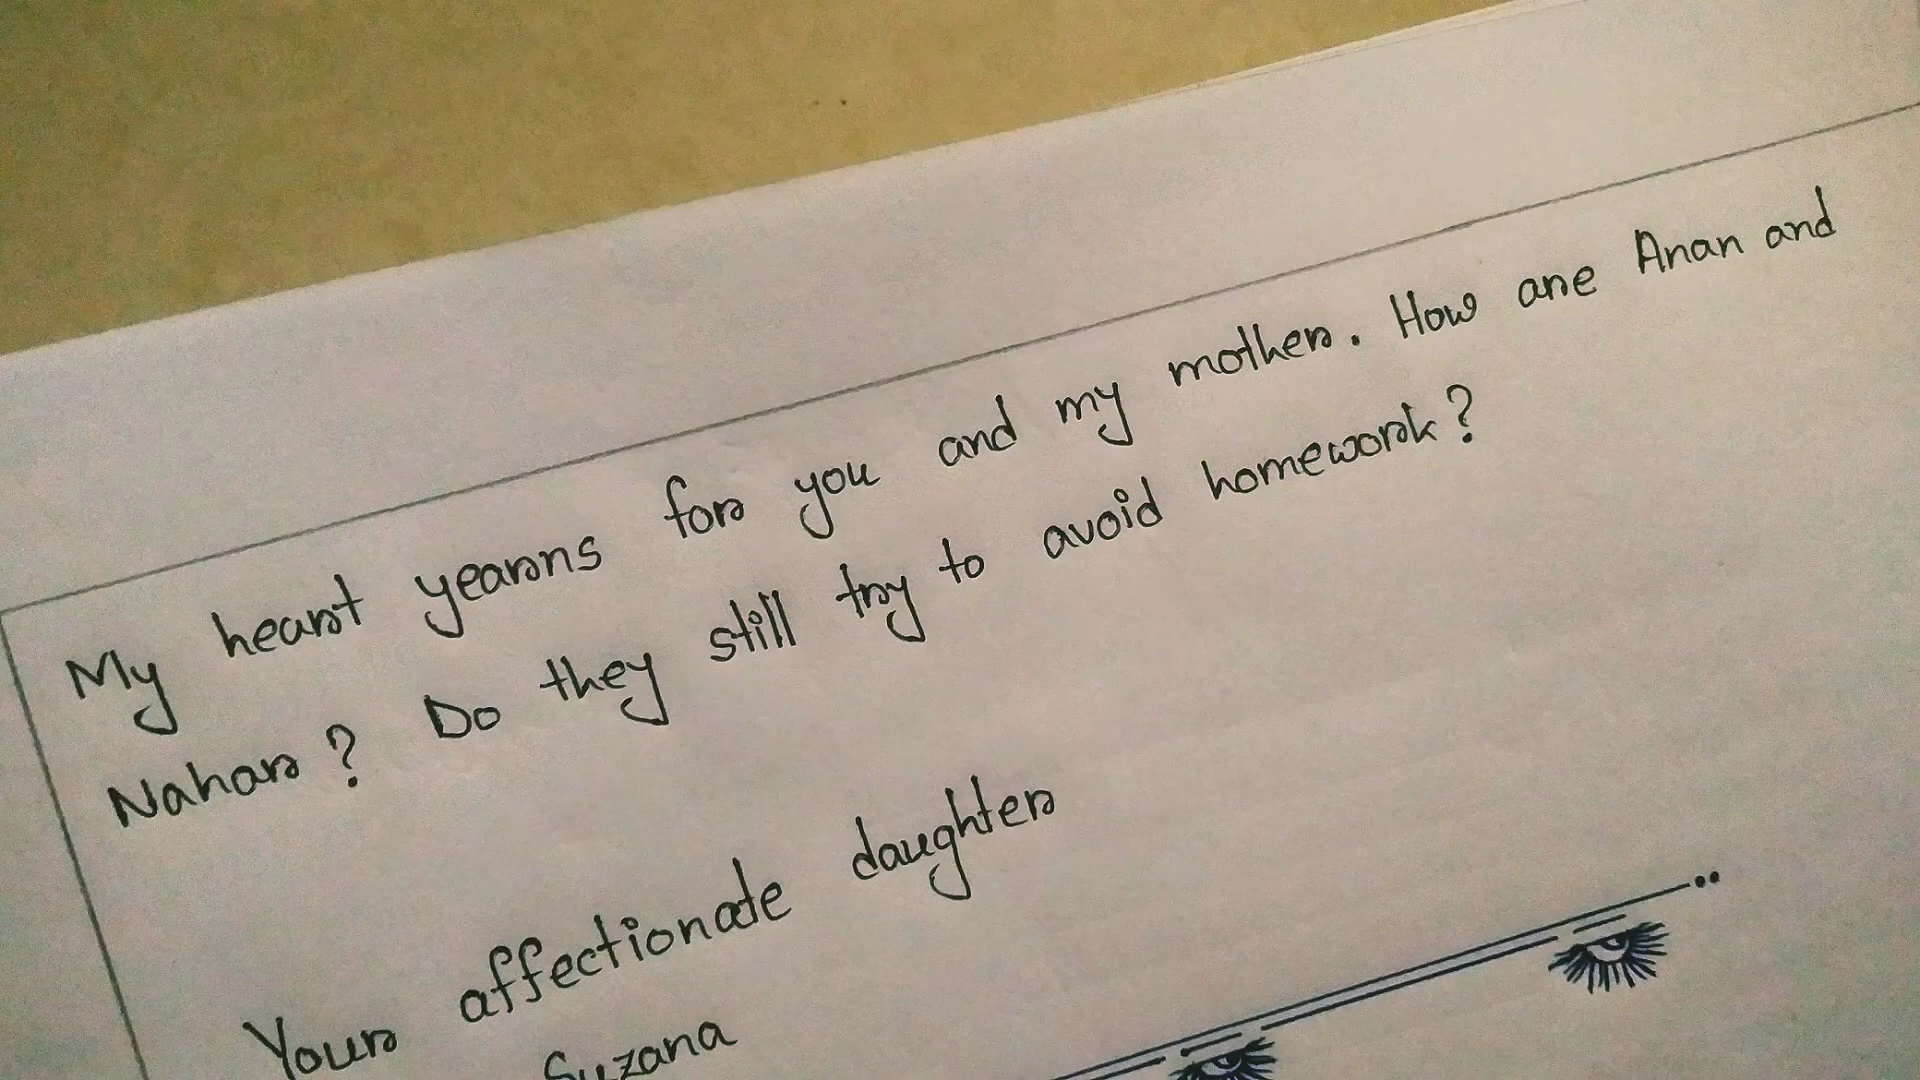 My heart yearns for you and my mother. How are Anan and
Nahar? Do they still try to avoid homework?
Your affectionate daughter
Suzana